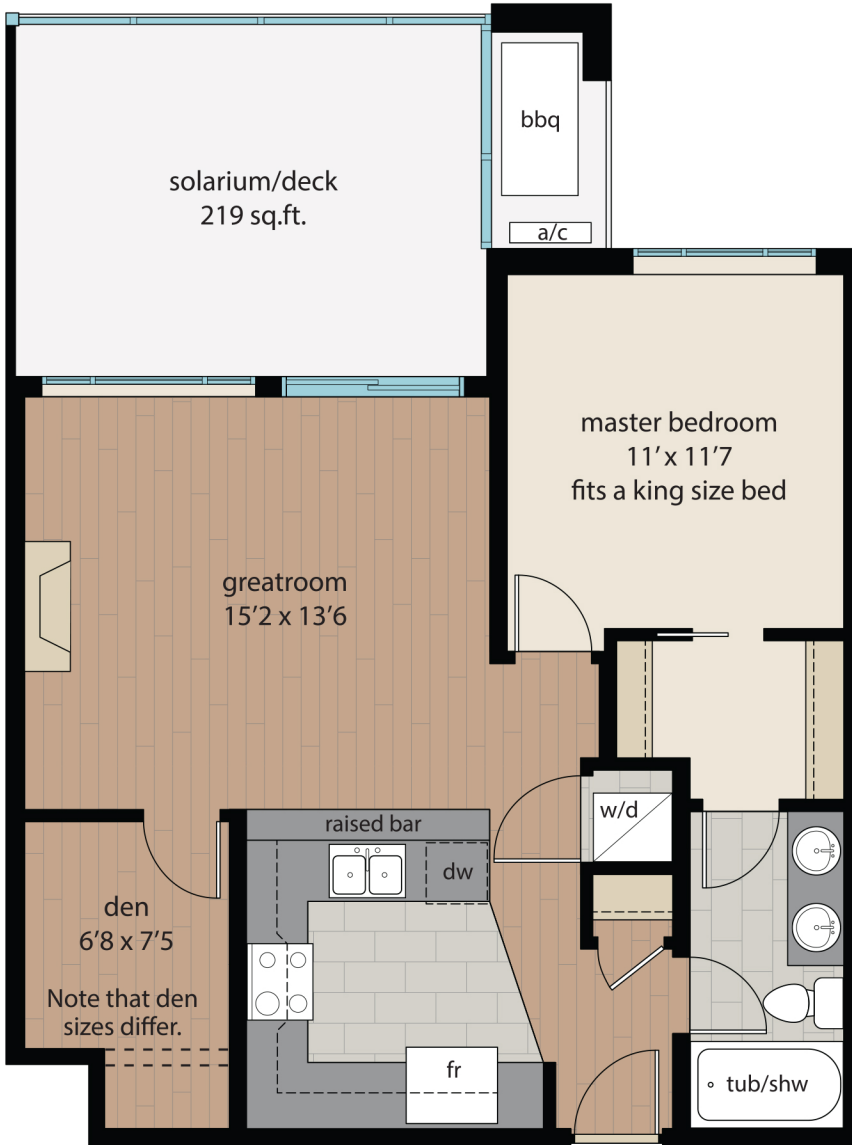 bbq
solarium/deck
219 sq.ft.
a/c
master bedroom
11’ x 11’7
fits a king size bed
greatroom
15’2 x 13’6
w/d
raised bar
dw
den
6’8 x 7’5
Note that den
sizes differ.
fr
tub/shw